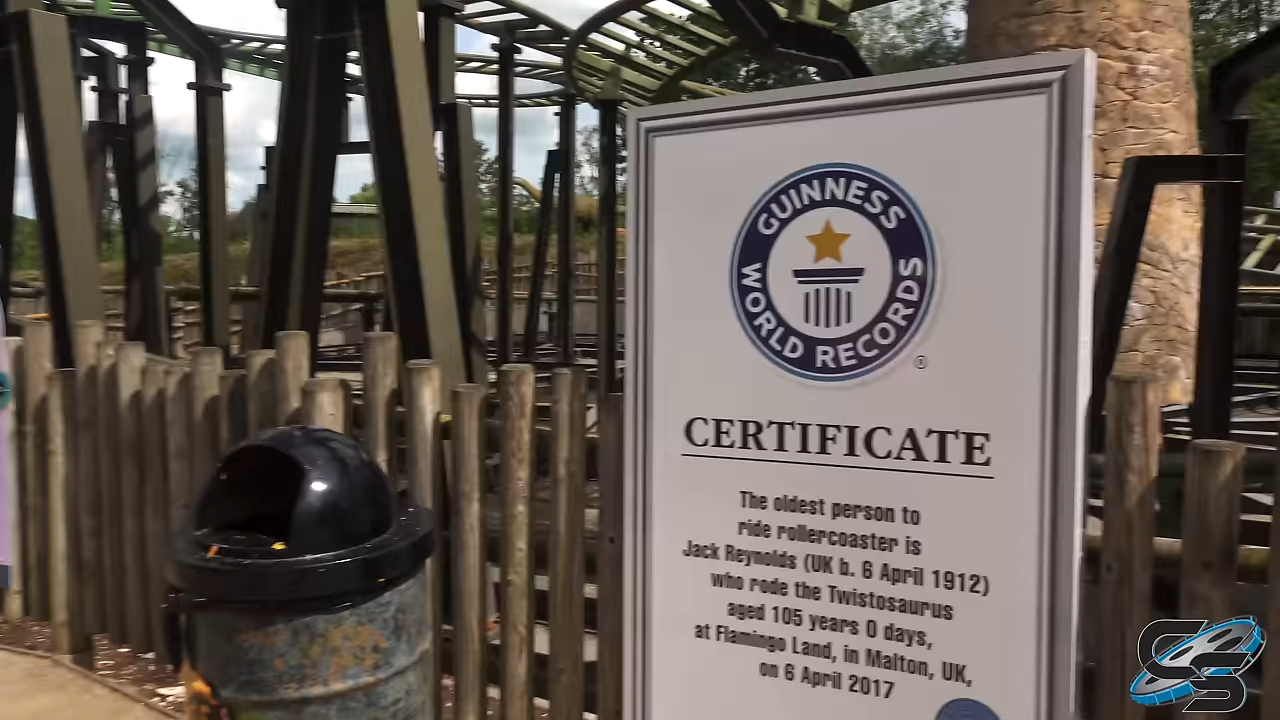 GUINNESS
WORLD RECORDS
®
CERTIFICATE
The oldest person to
ride rollercoaster is
Jack Reynolds (UK b. 6 April 1912)
who rode the Twistosaurus
aged 105 years 0 days,
at Flamingo Land, in Malton, UK,
on 6 April 2017